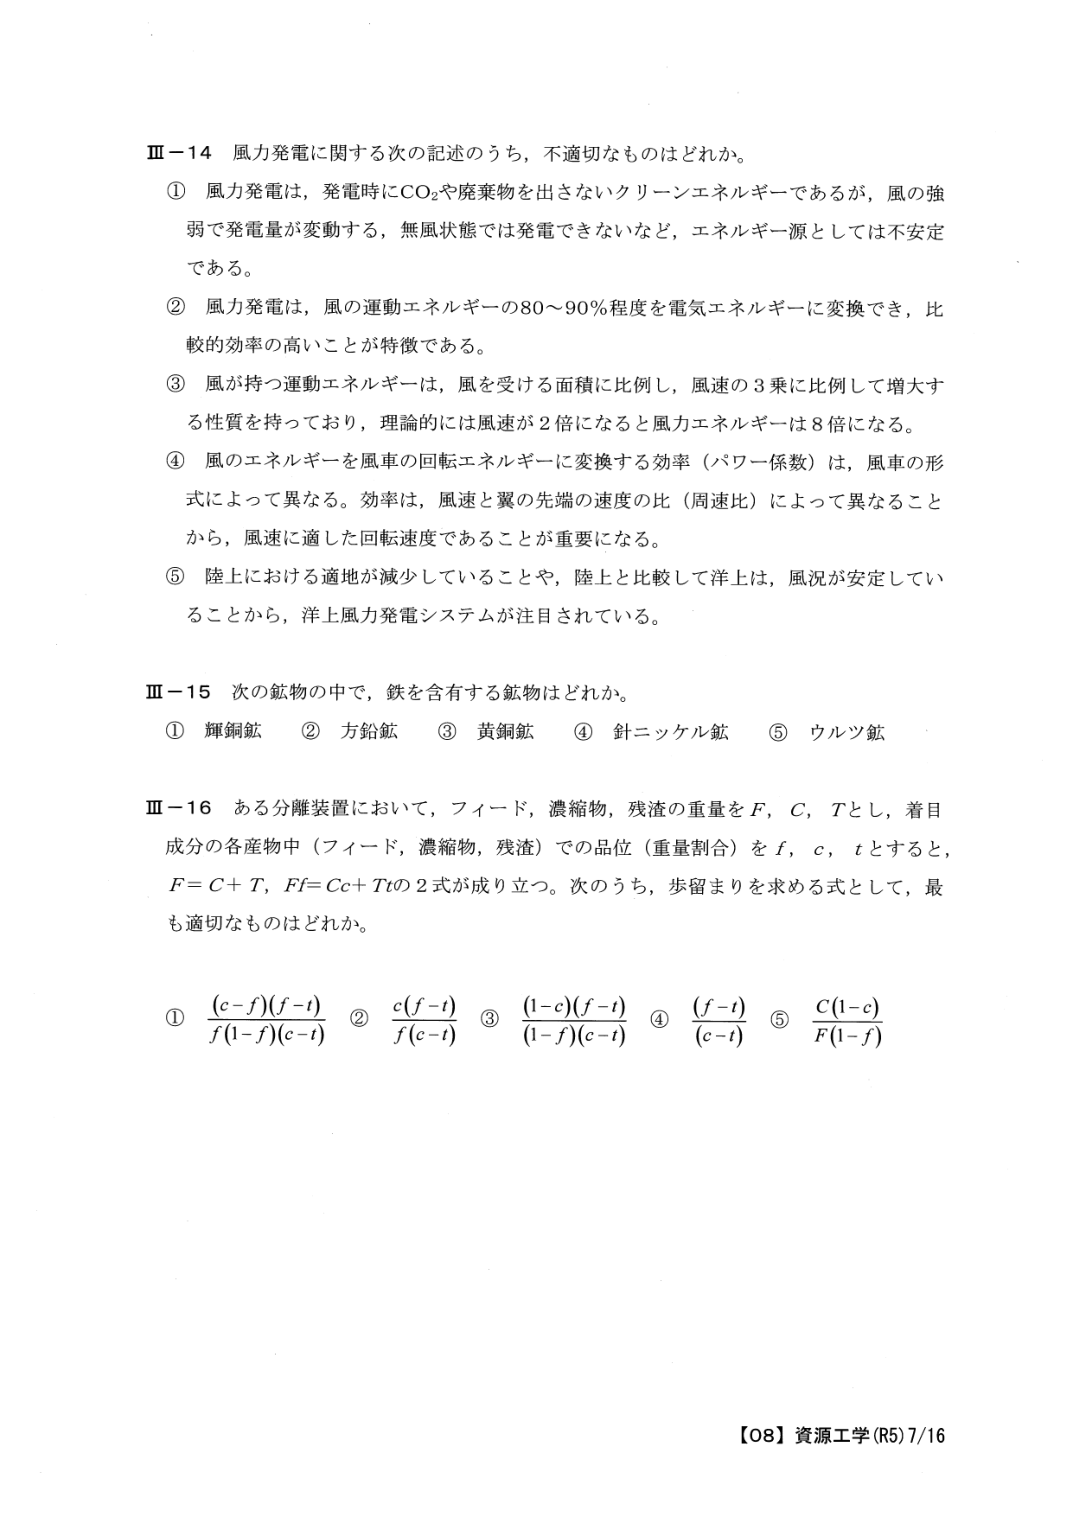 Ⅲ－14　風力発電に関する次の記述のうち，不適切なものはどれか。
①　風力発電は，発電時にCO₂や廃棄物を出さないクリーンエネルギーであるが，風の強
弱で発電量が変動する，無風状態では発電できないなど，エネルギー源としては不安定
である。
②　風力発電は，風の運動エネルギーの80～90％程度を電気エネルギーに変換でき，比
較的効率の高いことが特徴である。
③　風が持つ運動エネルギーは，風を受ける面積に比例し，風速の３乗に比例して増大す
る性質を持っており，理論的には風速が２倍になると風力エネルギーは８倍になる。
④　風のエネルギーを風車の回転エネルギーに変換する効率（パワー係数）は，風車の形
式によって異なる。効率は，風速と翼の先端の速度の比（周速比）によって異なること
から，風速に適した回転速度であることが重要になる。
⑤　陸上における適地が減少していることや，陸上と比較して洋上は，風況が安定してい
ることから，洋上風力発電システムが注目されている。
Ⅲ－15　次の鉱物の中で，鉄を含有する鉱物はどれか。
①　輝銅鉱　②　方鉛鉱　③　黄銅鉱　④　針ニッケル鉱　⑤　ウルツ鉱
Ⅲ－16　ある分離装置において，フィード，濃縮物，残渣の重量をF，C，Tとし，着目
成分の各産物中（フィード，濃縮物，残渣）での品位（重量割合）をf，c，tとすると，
F＝C＋T，Ff＝Cc＋Ttの２式が成り立つ。次のうち，歩留まりを求める式として，最
も適切なものはどれか。
①　(c−f)(f−t)/f(1−f)(c−t)　②　c(f−t)/f(c−t)　③　(1−c)(f−t)/(1−f)(c−t)　④　(f−t)/(c−t)　⑤　C(1−c)/F(1−f)
【08】資源工学(R5)7/16